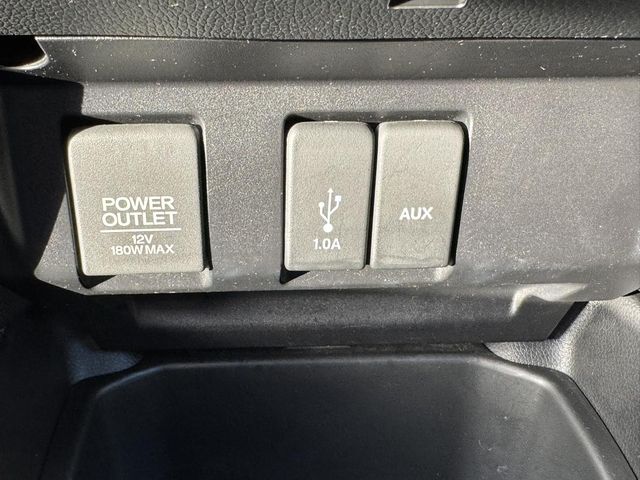 POWER
OUTLET
12V
180W MAX
1.0A
AUX